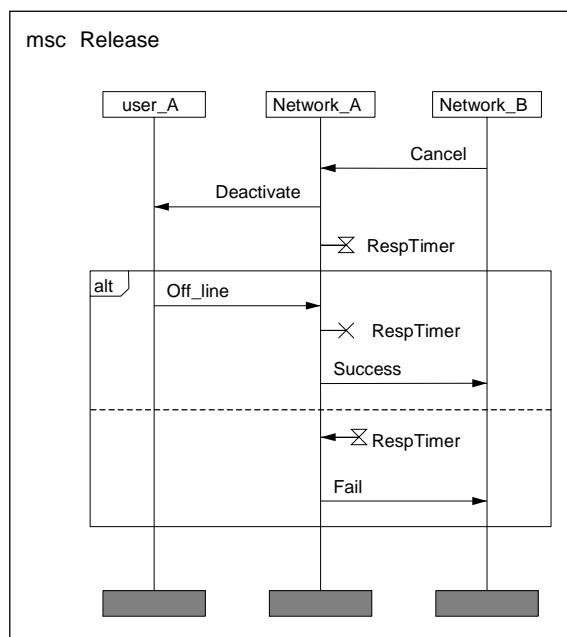 msc Release
user_A
Network_A
Network_B
Cancel
Deactivate
RespTimer
alt
Off_line
RespTimer
Success
RespTimer
Fail